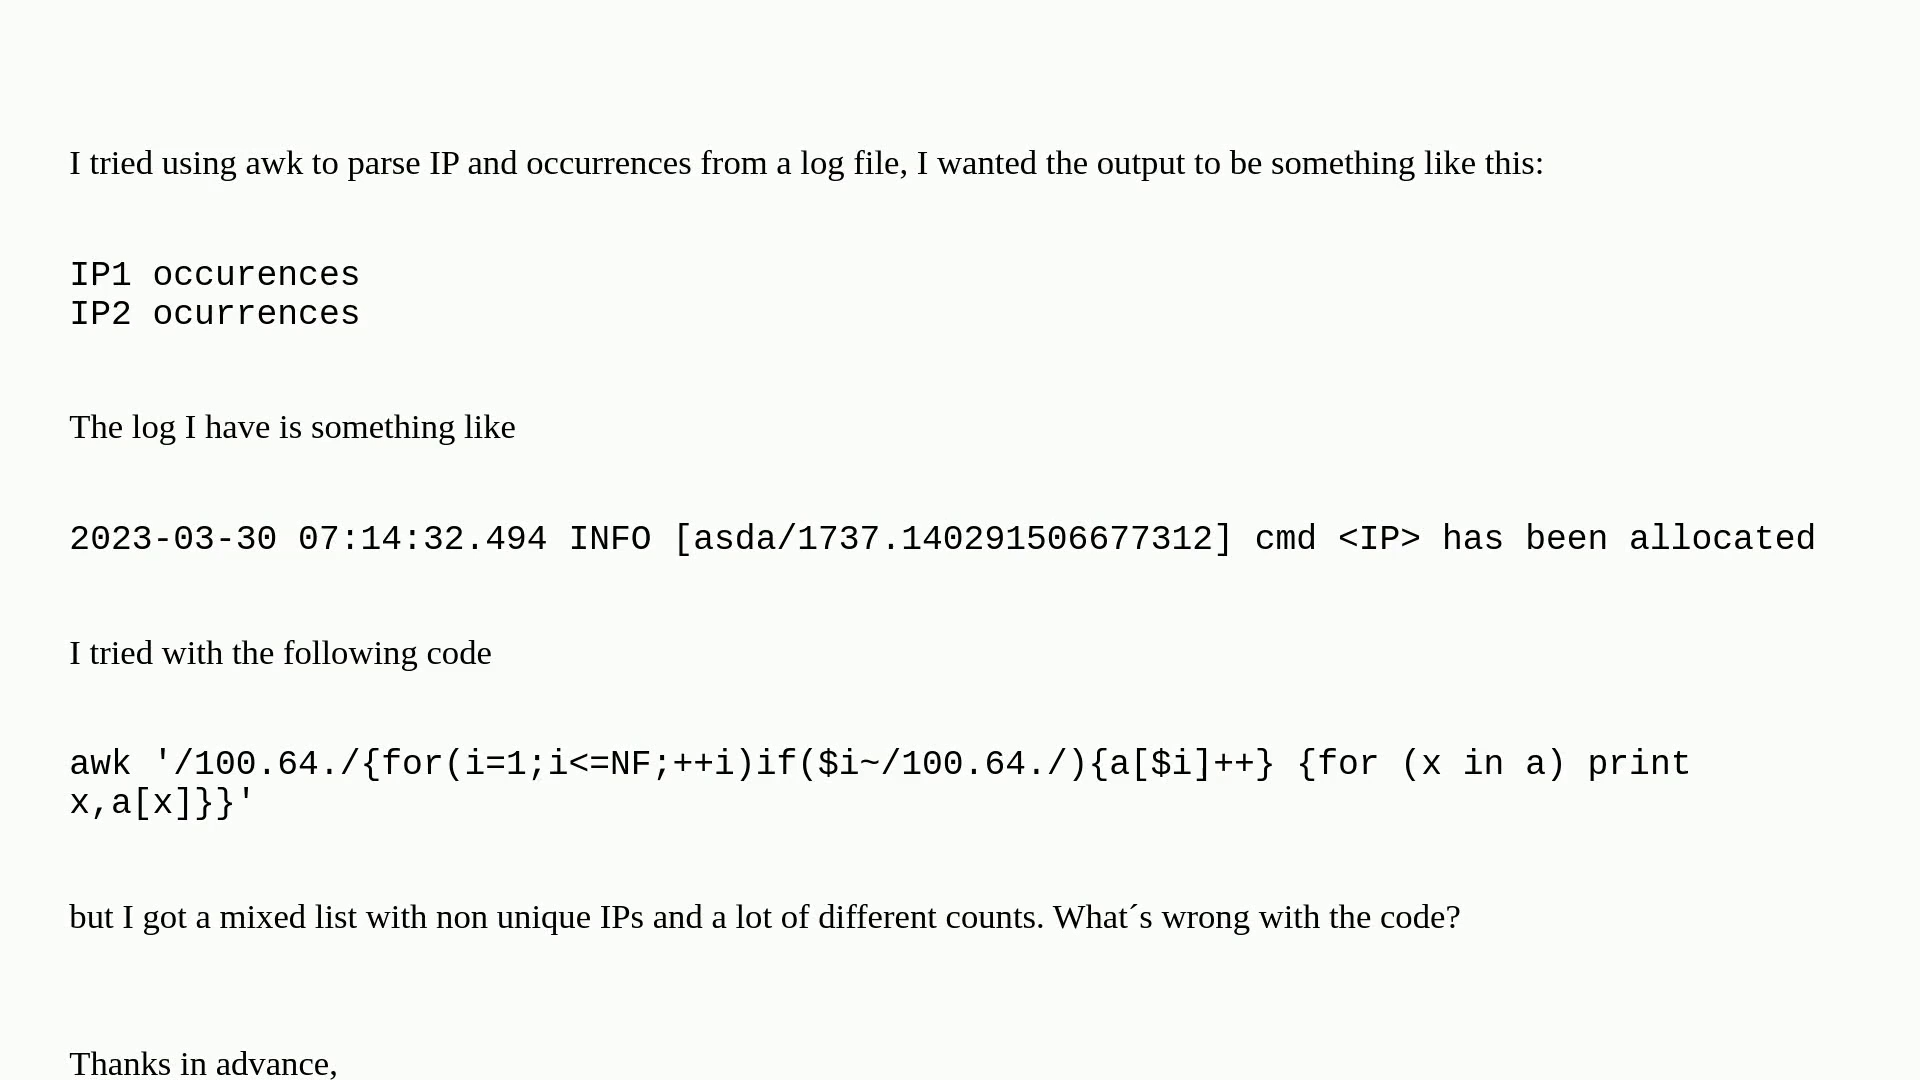 I tried using awk to parse IP and occurrences from a log file, I wanted the output to be something like this:
IP1 occurences
IP2 ocurrences
The log I have is something like
2023-03-30 07:14:32.494 INFO [asda/1737.140291506677312] cmd <IP> has been allocated
I tried with the following code
awk '/100.64./{for(i=1;i<=NF;++i)if($i~/100.64./){a[$i]++} {for (x in a) print
x,a[x]}}'
but I got a mixed list with non unique IPs and a lot of different counts. What´s wrong with the code?
Thanks in advance,